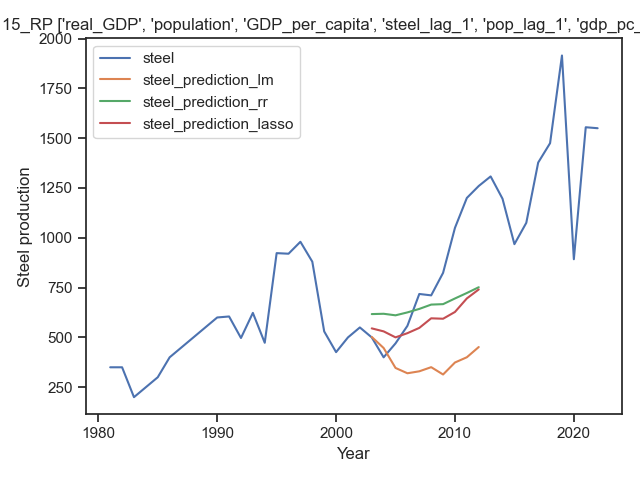 15_RP ['real_GDP', 'population', 'GDP_per_capita', 'steel_lag_1', 'pop_lag_1', 'gdp_pc_
2000
1750
1500
1250
1000
750
500
250
steel
steel_prediction_lm
steel_prediction_rr
steel_prediction_lasso
Steel production
1980
1990
2000
2010
2020
Year